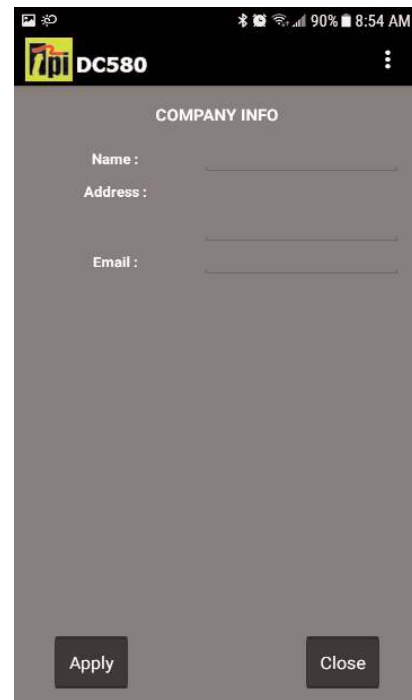 90% 8:54 AM
TPI DC580
COMPANY INFO
Name :
Address :
Email :
Apply Close